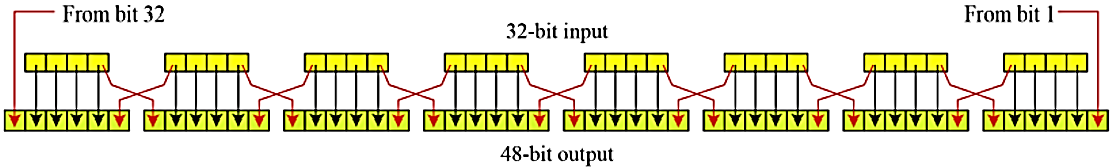 From bit 32
From bit 1
32-bit input
48-bit output